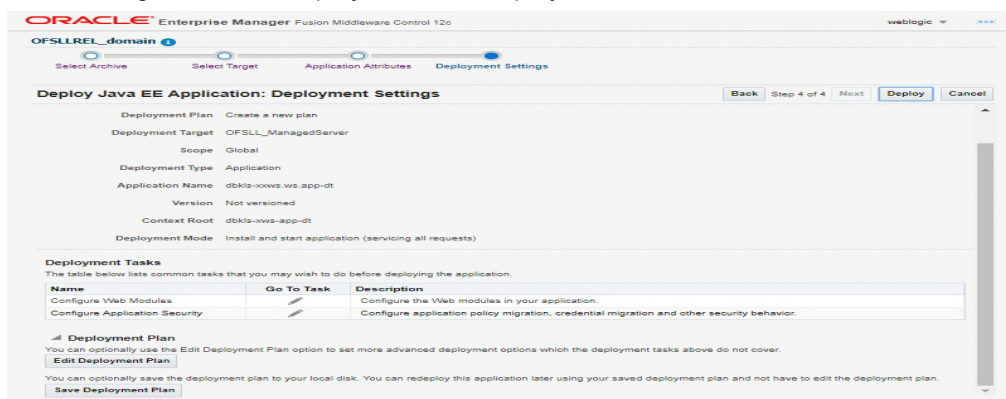 ORACLE Enterprise Manager Fusion Middleware Control 12c weblogic
OFSLLREL_domain
Select Archive Select Target Application Attributes Deployment Settings
Deploy Java EE Application: Deployment Settings Back Step 4 of 4 Next Deploy Cancel
Deployment Plan Create a new plan
Deployment Target OFSLL_ManagedServer
Scope Global
Deployment Type Application
Application Name dbkls-xxws.ws.app-dt
Version Not versioned
Context Root dbkls-xws-app-dt
Deployment Mode Install and start application (servicing all requests)
Deployment Tasks
The table below lists common tasks that you may wish to do before deploying the application.
Name Go To Task Description
Configure Web Modules Configure the Web modules in your application.
Configure Application Security Configure application policy migration, credential migration and other security behavior.
Deployment Plan
You can optionally use the Edit Deployment Plan option to set more advanced deployment options which the deployment tasks above do not cover.
Edit Deployment Plan
You can optionally save the deployment plan to your local disk. You can redeploy this application later using your saved deployment plan and not have to edit the deployment plan.
Save Deployment Plan